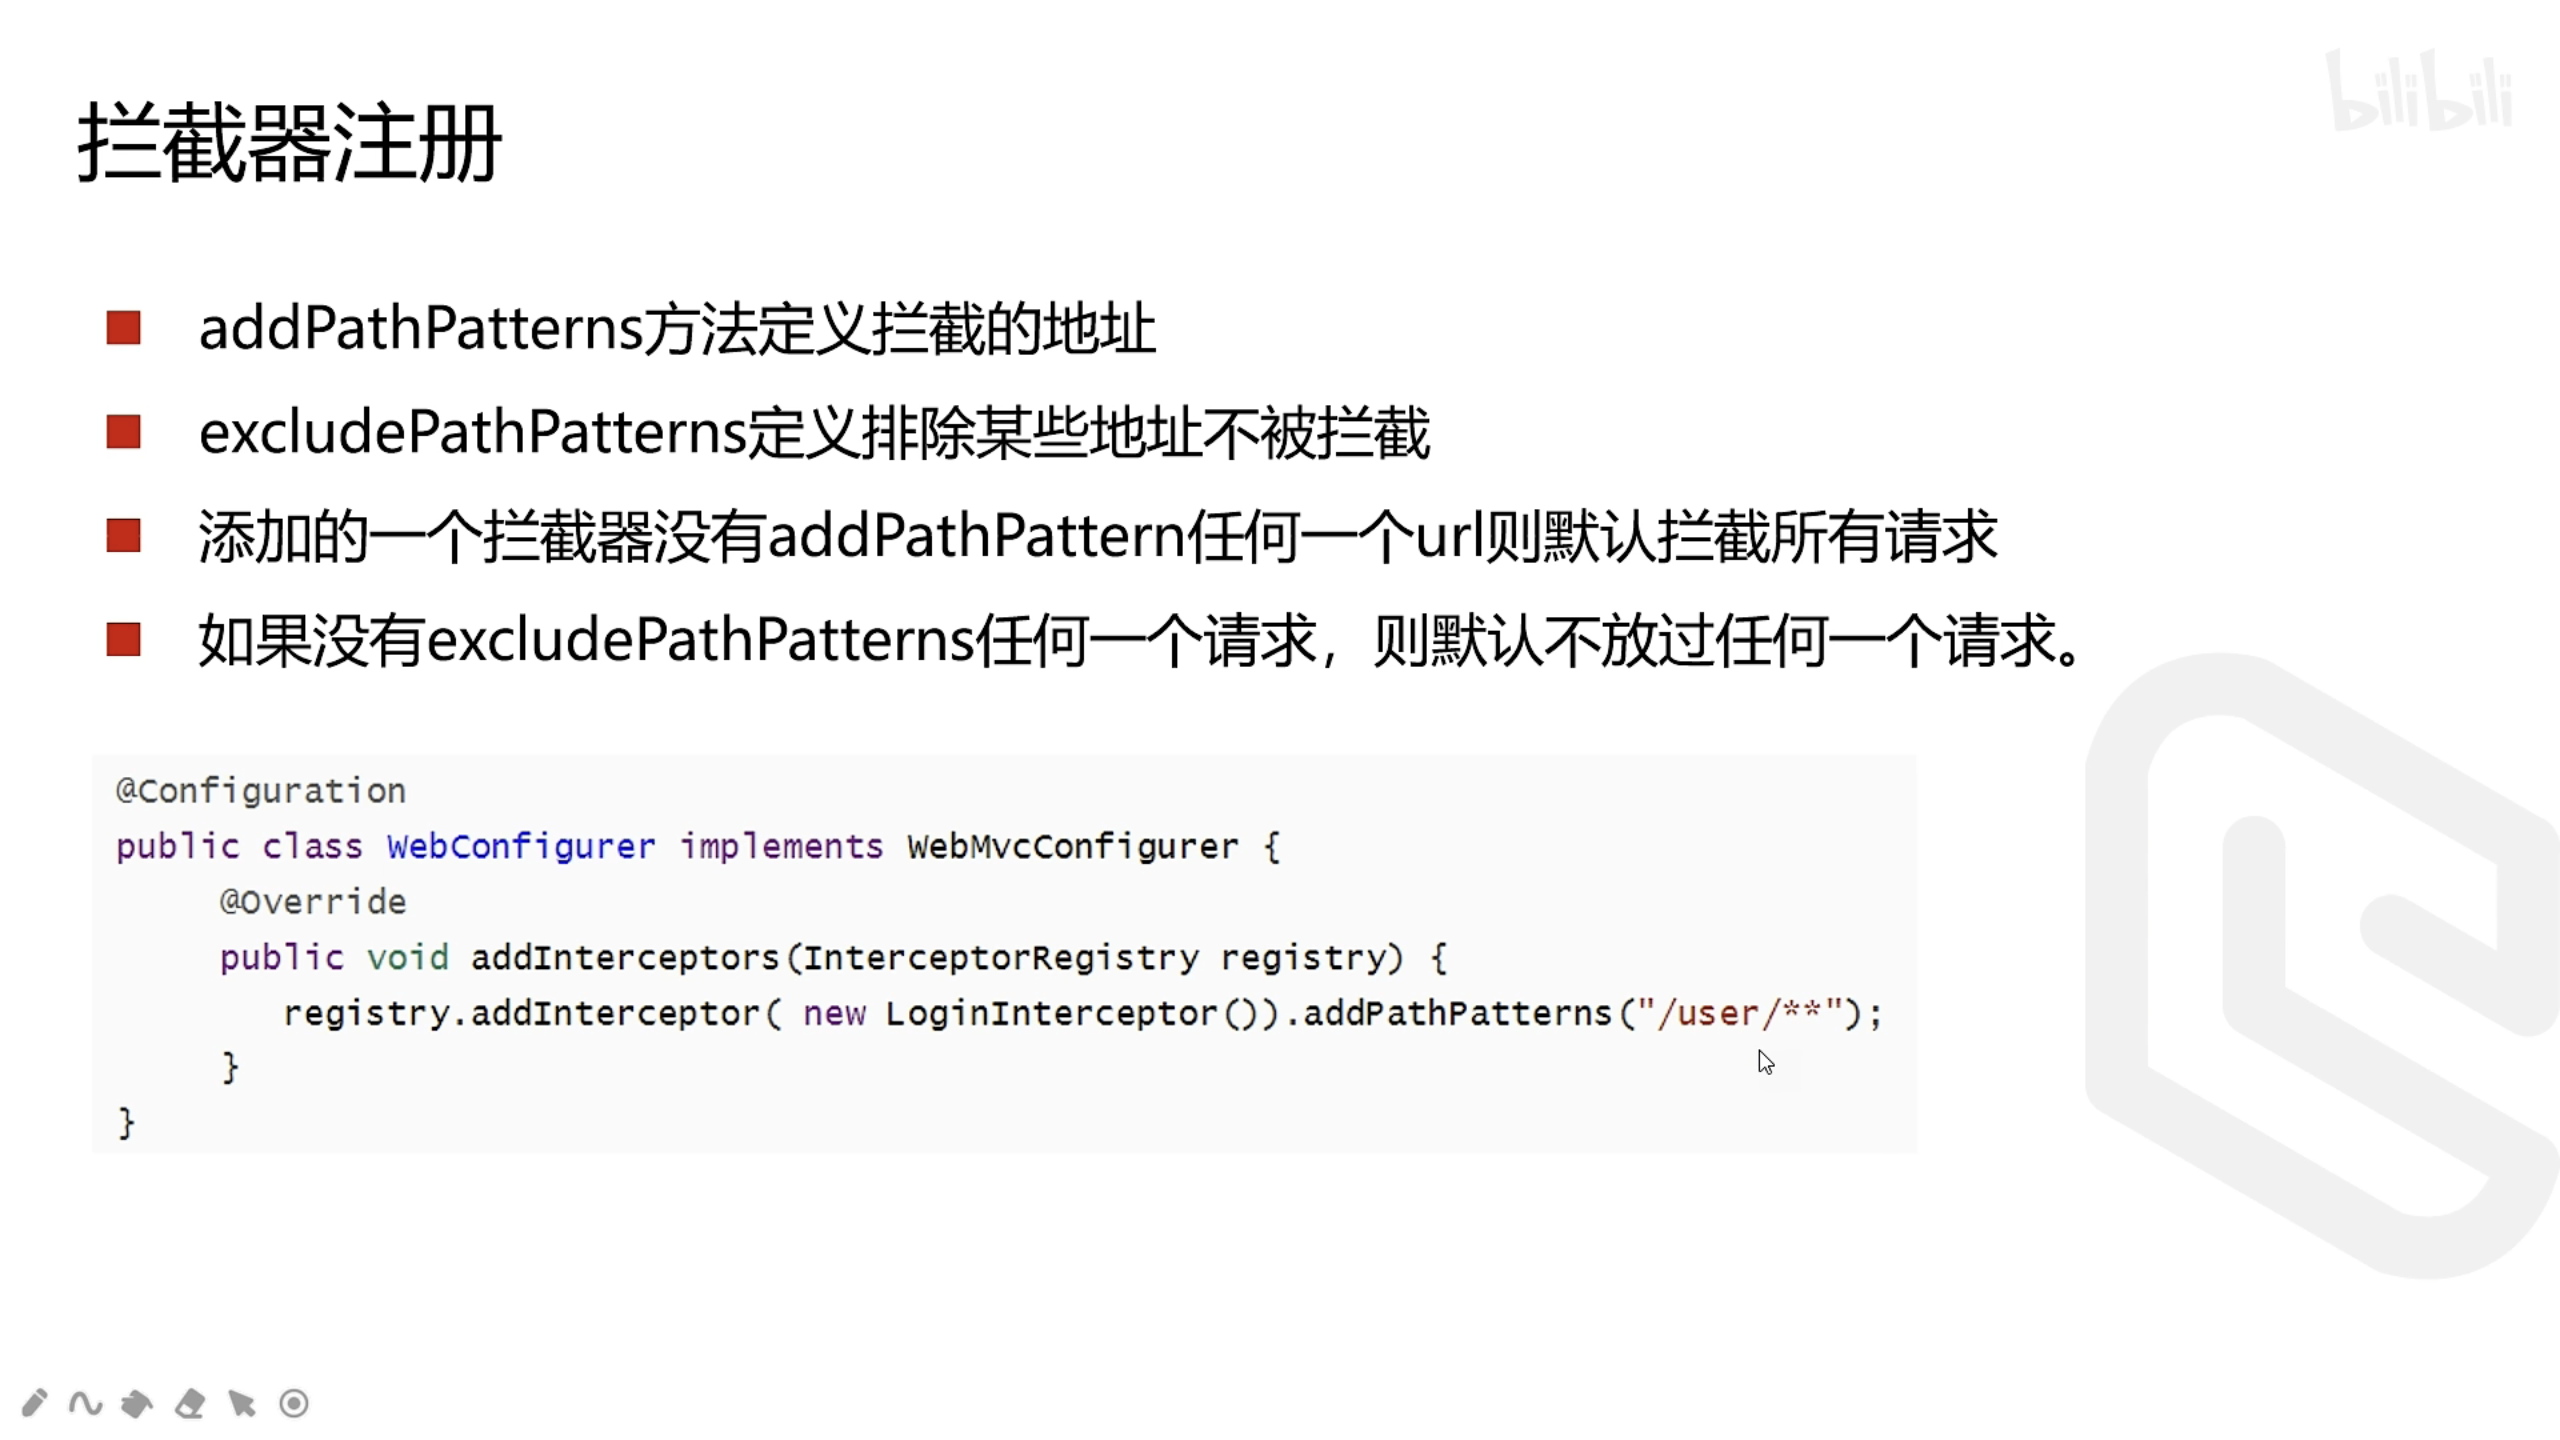 bilibili
拦截器注册
addPathPatterns方法定义拦截的地址
excludePathPatterns定义排除某些地址不被拦截
添加的一个拦截器没有addPathPattern任何一个url则默认拦截所有请求
如果没有excludePathPatterns任何一个请求，则默认不放过任何一个请求。
@Configuration
public class WebConfigurer implements WebMvcConfigurer {
@Override
public void addInterceptors(InterceptorRegistry registry) {
registry.addInterceptor( new LoginInterceptor()).addPathPatterns("/user/**");
}
}